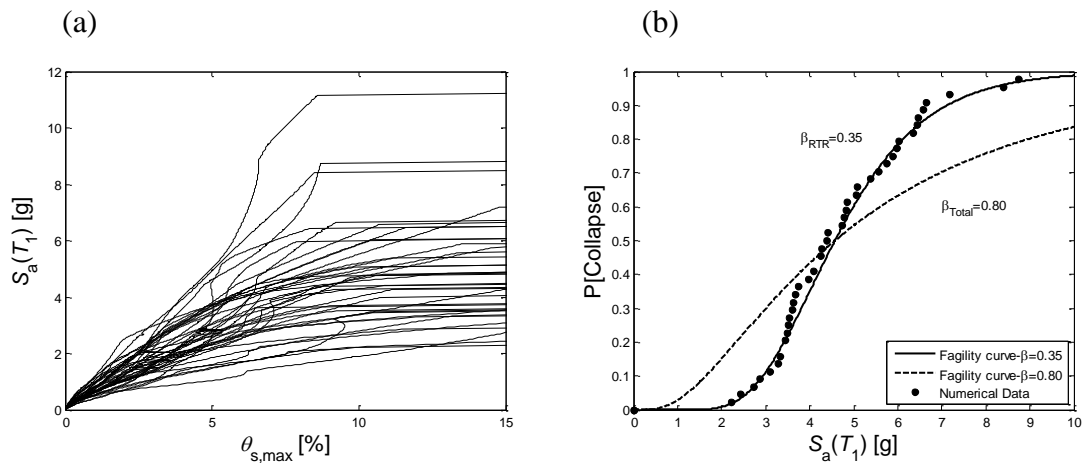 (a)
12
10
8
6
4
2
0
0 5 10 15
Sa(T1) [g]
θs,max [%]
(b)
1
0.9
0.8
0.7
0.6
0.5
0.4
0.3
0.2
0.1
0
0 1 2 3 4 5 6 7 8 9 10
P[Collapse]
Sa(T1) [g]
βRTR=0.35
βTotal=0.80
Fagility curve-β=0.35
Fagility curve-β=0.80
Numerical Data